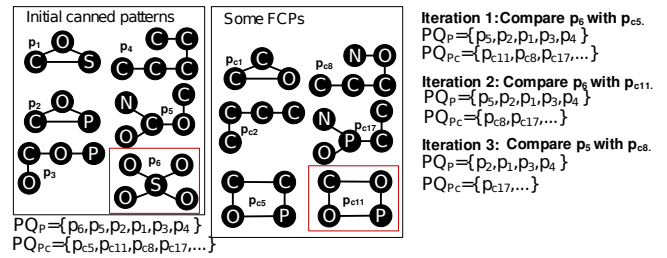 Initial canned patterns
p1
O
C S
p4
C C
C C C
p2
O
C P
p5
N C
C C
O
C O P
O
p3
p6
O O
S
O O
PQP={p6,p5,p2,p1,p3,p4}
PQPc={pc5,pc11,pc8,pc17,...}
Some FCPs
pc1
C
C O
pc8
N O
C C C
C C C
C
pc2
N C
P C
O
pc17
C C
O P
pc5
C O
O P
pc11
Iteration 1:Compare p6 with pc5.
PQP={p5,p2,p1,p3,p4}
PQPc={pc11,pc8,pc17,...}
Iteration 2: Compare p6 with pc11.
PQP={p5,p2,p1,p3,p4}
PQPc={pc8,pc17,...}
Iteration 3: Compare p5 with pc8.
PQP={p2,p1,p3,p4}
PQPc={pc17,...}